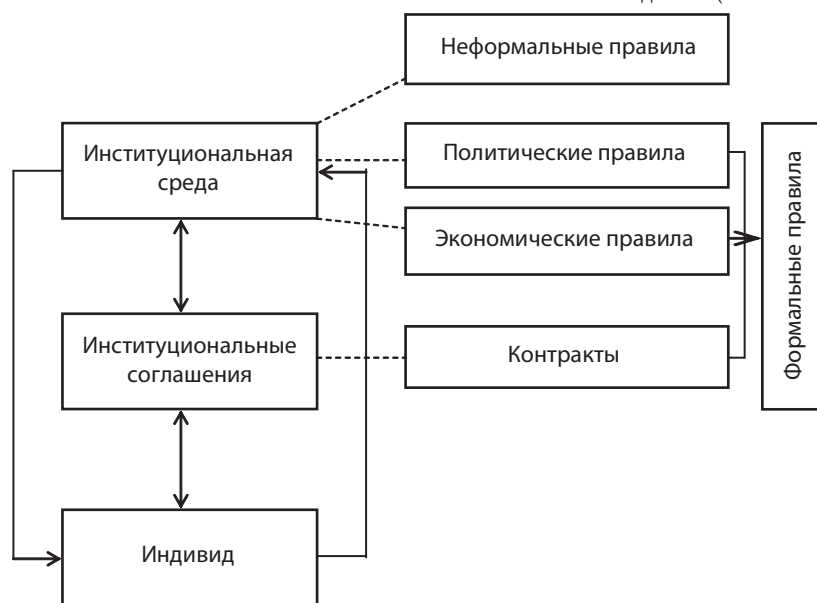 Неформальные правила
Институциональная
среда
Политические правила
Экономические правила
Формальные правила
Институциональные
соглашения
Контракты
Индивид